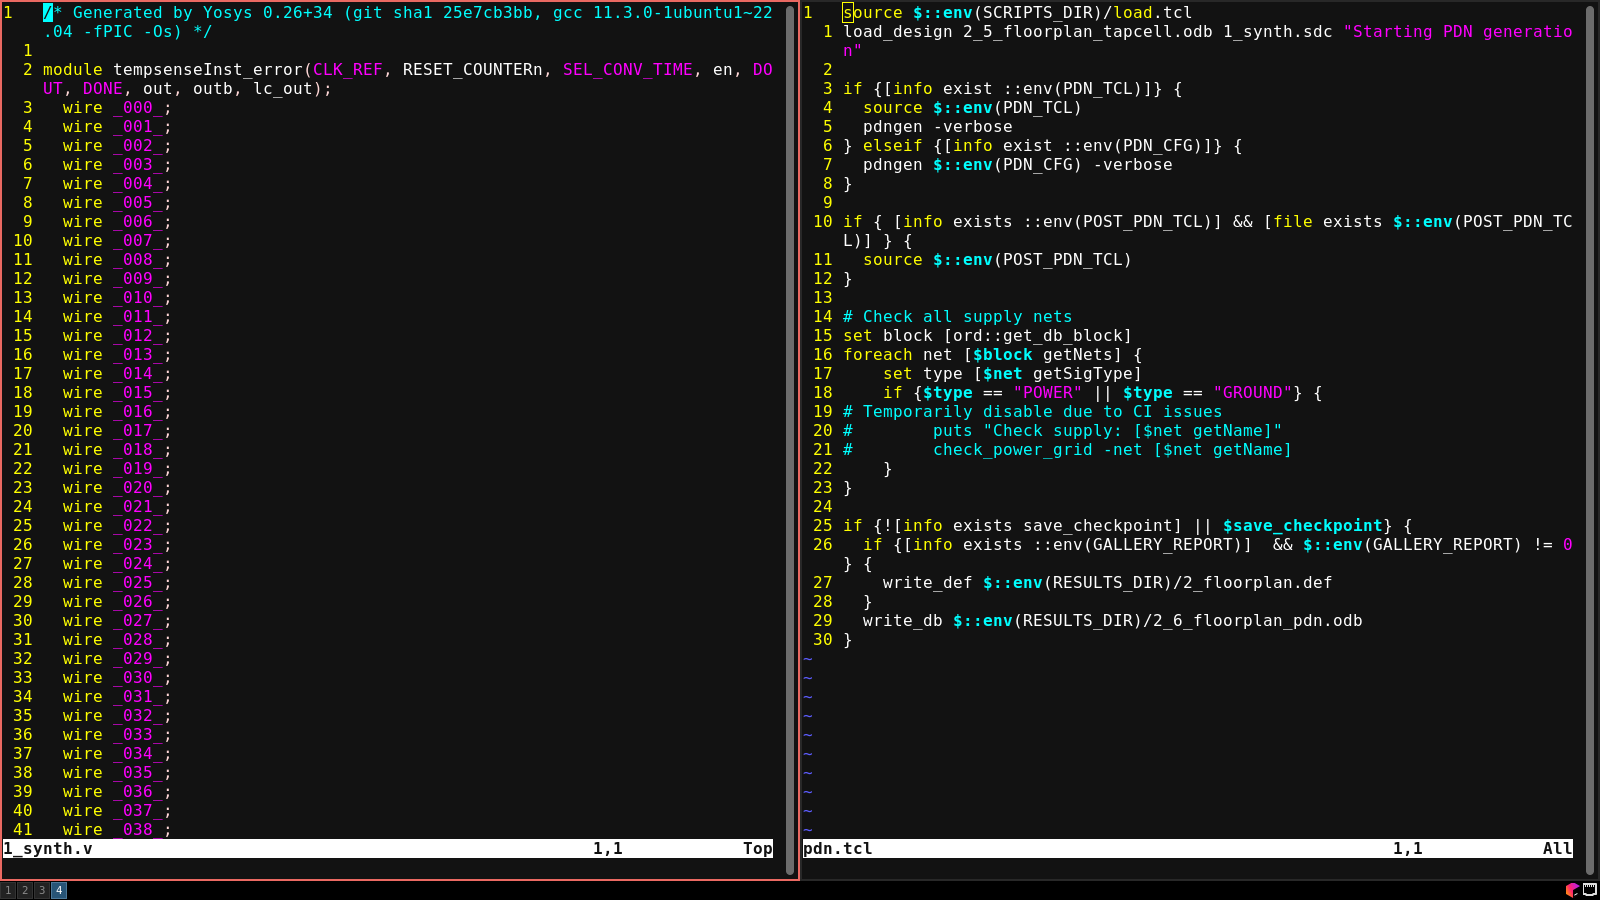 1   /* Generated by Yosys 0.26+34 (git sha1 25e7cb3bb, gcc 11.3.0-1ubuntu1~22
    .04 -fPIC -Os) */
  1
  2 module tempsenseInst_error(CLK_REF, RESET_COUNTERn, SEL_CONV_TIME, en, DO
    UT, DONE, out, outb, lc_out);
  3   wire _000_;
  4   wire _001_;
  5   wire _002_;
  6   wire _003_;
  7   wire _004_;
  8   wire _005_;
  9   wire _006_;
 10   wire _007_;
 11   wire _008_;
 12   wire _009_;
 13   wire _010_;
 14   wire _011_;
 15   wire _012_;
 16   wire _013_;
 17   wire _014_;
 18   wire _015_;
 19   wire _016_;
 20   wire _017_;
 21   wire _018_;
 22   wire _019_;
 23   wire _020_;
 24   wire _021_;
 25   wire _022_;
 26   wire _023_;
 27   wire _024_;
 28   wire _025_;
 29   wire _026_;
 30   wire _027_;
 31   wire _028_;
 32   wire _029_;
 33   wire _030_;
 34   wire _031_;
 35   wire _032_;
 36   wire _033_;
 37   wire _034_;
 38   wire _035_;
 39   wire _036_;
 40   wire _037_;
 41   wire _038_;
1_synth.v 1,1 Top
1   source $::env(SCRIPTS_DIR)/load.tcl
  1 load_design 2_5_floorplan_tapcell.odb 1_synth.sdc "Starting PDN generatio
    n"
  2
  3 if {[info exist ::env(PDN_TCL)]} {
  4   source $::env(PDN_TCL)
  5   pdngen -verbose
  6 } elseif {[info exist ::env(PDN_CFG)]} {
  7   pdngen $::env(PDN_CFG) -verbose
  8 }
  9
 10 if { [info exists ::env(POST_PDN_TCL)] && [file exists $::env(POST_PDN_TC
    L)] } {
 11   source $::env(POST_PDN_TCL)
 12 }
 13
 14 # Check all supply nets
 15 set block [ord::get_db_block]
 16 foreach net [$block getNets] {
 17     set type [$net getSigType]
 18     if {$type == "POWER" || $type == "GROUND"} {
 19 # Temporarily disable due to CI issues
 20 #        puts "Check supply: [$net getName]"
 21 #        check_power_grid -net [$net getName]
 22     }
 23 }
 24
 25 if {![info exists save_checkpoint] || $save_checkpoint} {
 26   if {[info exists ::env(GALLERY_REPORT)]  && $::env(GALLERY_REPORT) != 0
    } {
 27     write_def $::env(RESULTS_DIR)/2_floorplan.def
 28   }
 29   write_db $::env(RESULTS_DIR)/2_6_floorplan_pdn.odb
 30 }
~
~
~
~
~
~
~
~
~
~
pdn.tcl 1,1 All
1 2 3 4